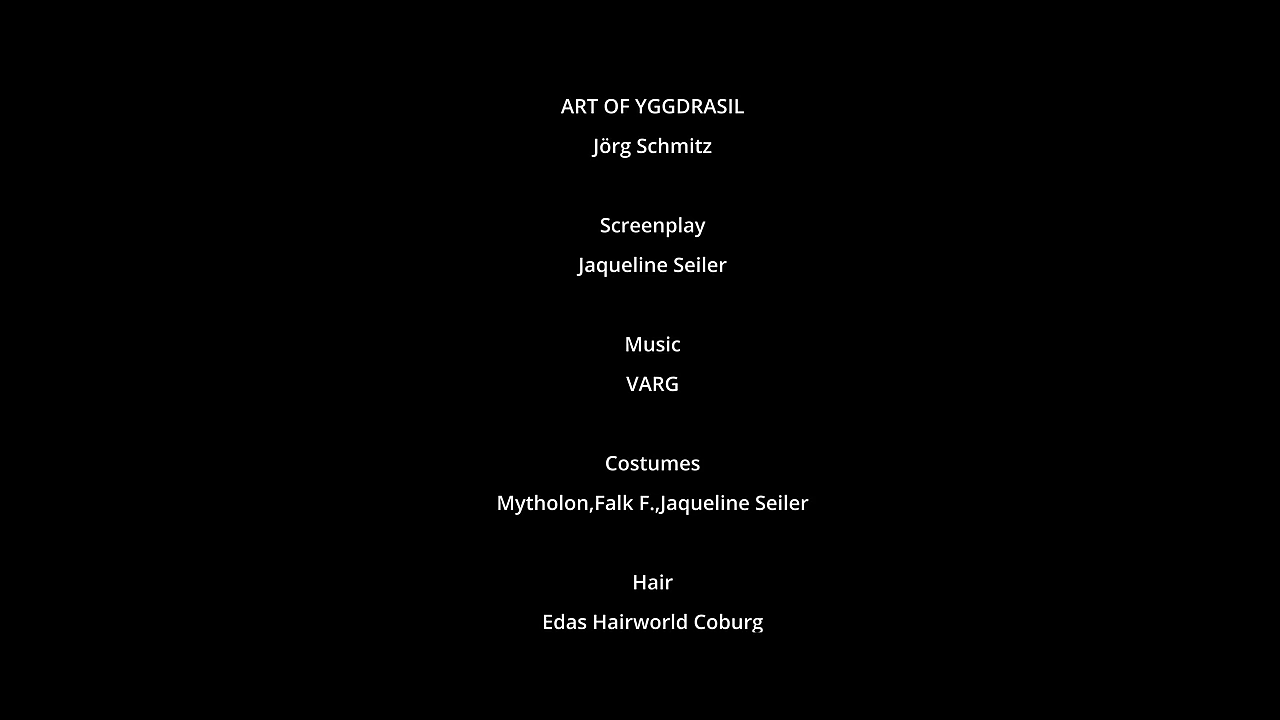 ART OF YGGDRASIL
Jörg Schmitz
Screenplay
Jaqueline Seiler
Music
VARG
Costumes
Mytholon,Falk F.,Jaqueline Seiler
Hair
Edas Hairworld Coburg